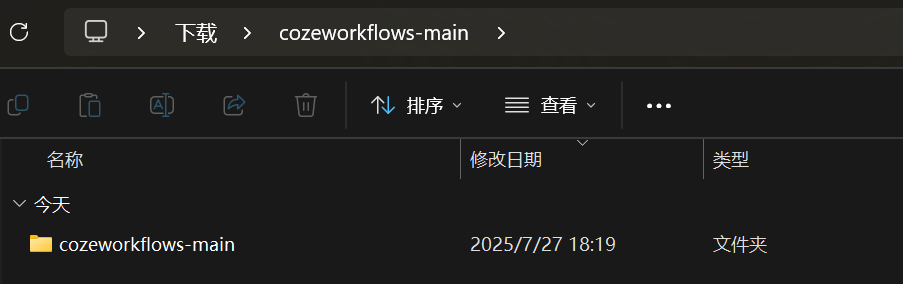 下载 cozeworkflows-main
排序 查看
名称 修改日期 类型
今天
cozeworkflows-main 2025/7/27 18:19 文件夹